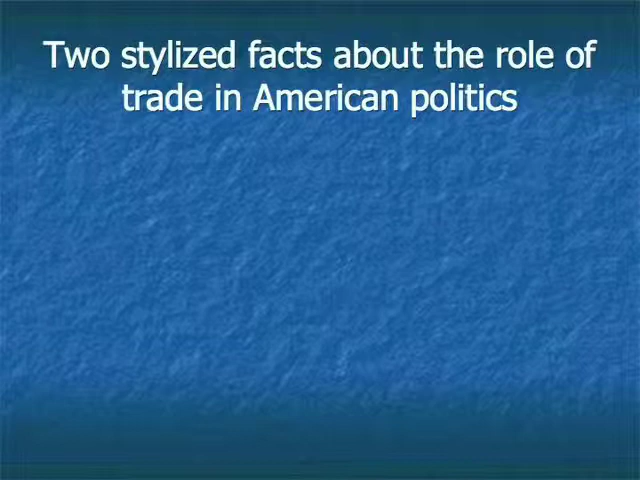 Two stylized facts about the role of
trade in American politics